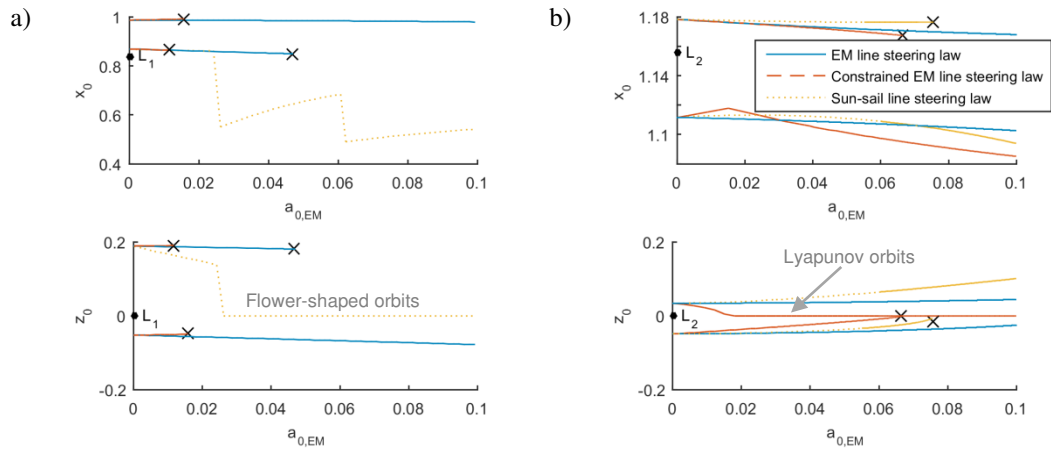 a)
1
0.8
0.6
0.4
x0
L1
0
0.02
0.04
0.06
0.08
0.1
a0,EM
0.2
0
-0.2
z0
L1
Flower-shaped orbits
0
0.02
0.04
0.06
0.08
0.1
a0,EM
b)
1.18
1.14
1.1
x0
L2
EM line steering law
Constrained EM line steering law
Sun-sail line steering law
0
0.02
0.04
0.06
0.08
0.1
a0,EM
0.2
0
-0.2
z0
L2
Lyapunov orbits
0
0.02
0.04
0.06
0.08
0.1
a0,EM